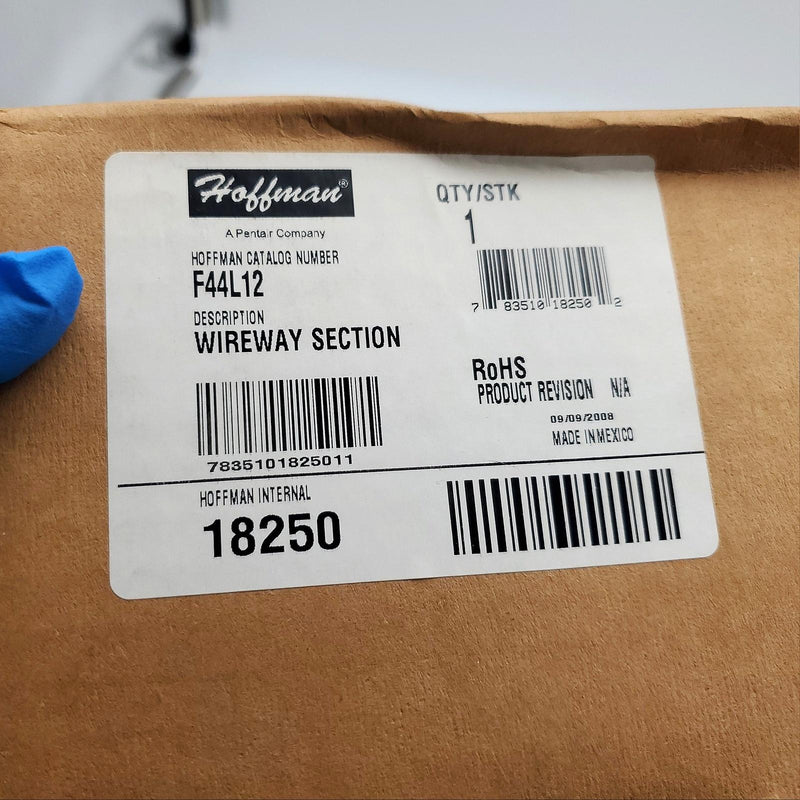 Hoffman®
A Pentair Company
HOFFMAN CATALOG NUMBER
F44L12
DESCRIPTION
WIREWAY SECTION
7835101825011
QTY/STK
1
7 83510 18250 2
RoHS
PRODUCT REVISION N/A
09/09/2008
MADE IN MEXICO
HOFFMAN INTERNAL
18250